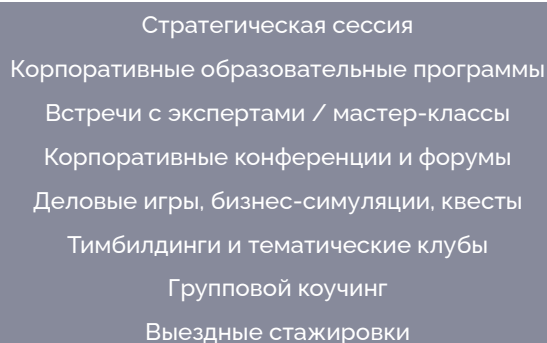 Стратегическая сессия
Корпоративные образовательные программы
Встречи с экспертами / мастер-классы
Корпоративные конференции и форумы
Деловые игры, бизнес-симуляции, квесты
Тимбилдинги и тематические клубы
Групповой коучинг
Выездные стажировки